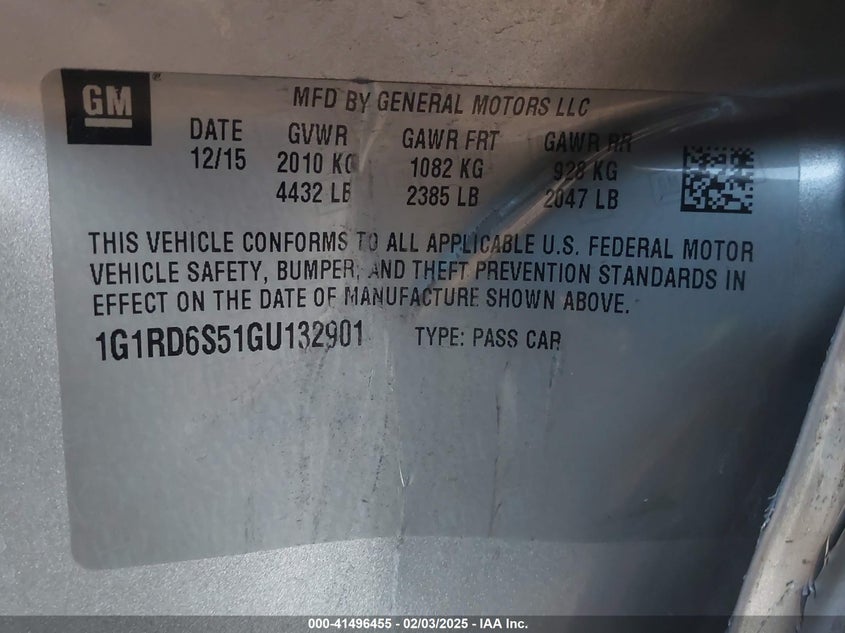 GM
MFD BY GENERAL MOTORS LLC
DATE GVWR GAWR FRT GAWR RR
12/15 2010 KG 1082 KG 928 KG
4432 LB 2385 LB 2047 LB
THIS VEHICLE CONFORMS TO ALL APPLICABLE U.S. FEDERAL MOTOR
VEHICLE SAFETY, BUMPER, AND THEFT PREVENTION STANDARDS IN
EFFECT ON THE DATE OF MANUFACTURE SHOWN ABOVE.
1G1RD6S51GU132901 TYPE: PASS CAR
000-41496455 - 02/03/2025 - IAA Inc.